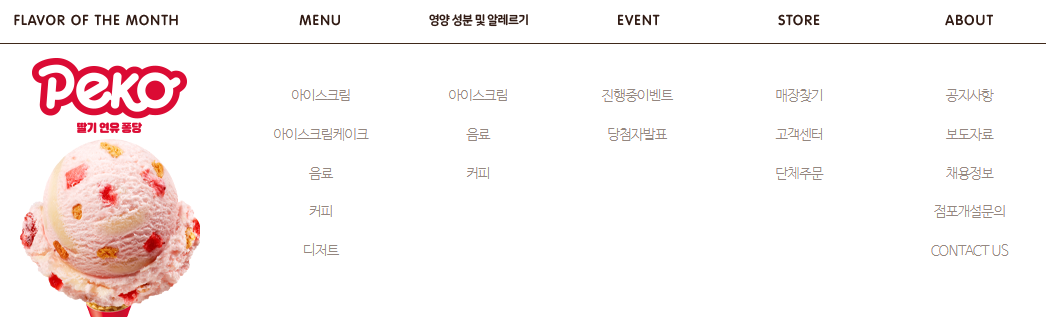 FLAVOR OF THE MONTH
MENU
영양 성분 및 알레르기
EVENT
STORE
ABOUT
Peko
딸기 연유 퐁당
아이스크림
아이스크림케이크
음료
커피
디저트
아이스크림
음료
커피
진행중이벤트
당첨자발표
매장찾기
고객센터
단체주문
공지사항
보도자료
채용정보
점포개설문의
CONTACT US